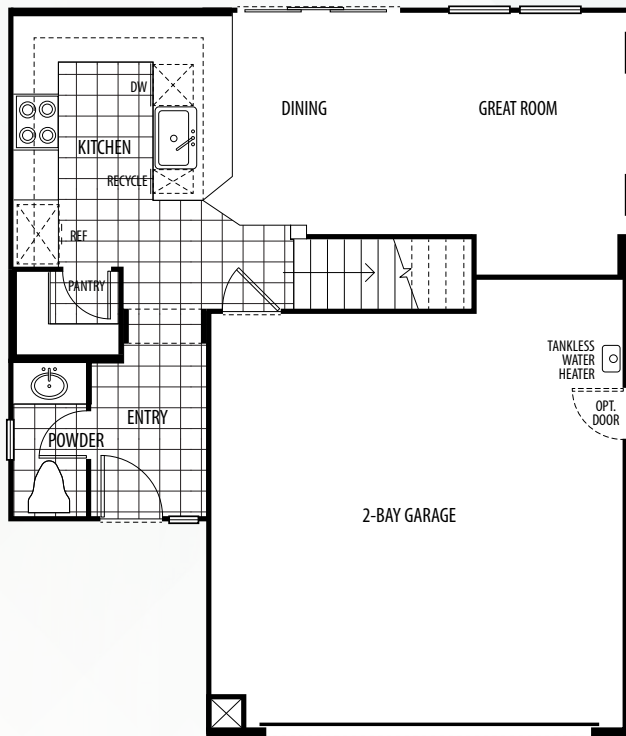 DW
DINING
GREAT ROOM
KITCHEN
RECYCLE
REF
PANTRY
TANKLESS
WATER
HEATER
OPT.
DOOR
ENTRY
POWDER
2-BAY GARAGE